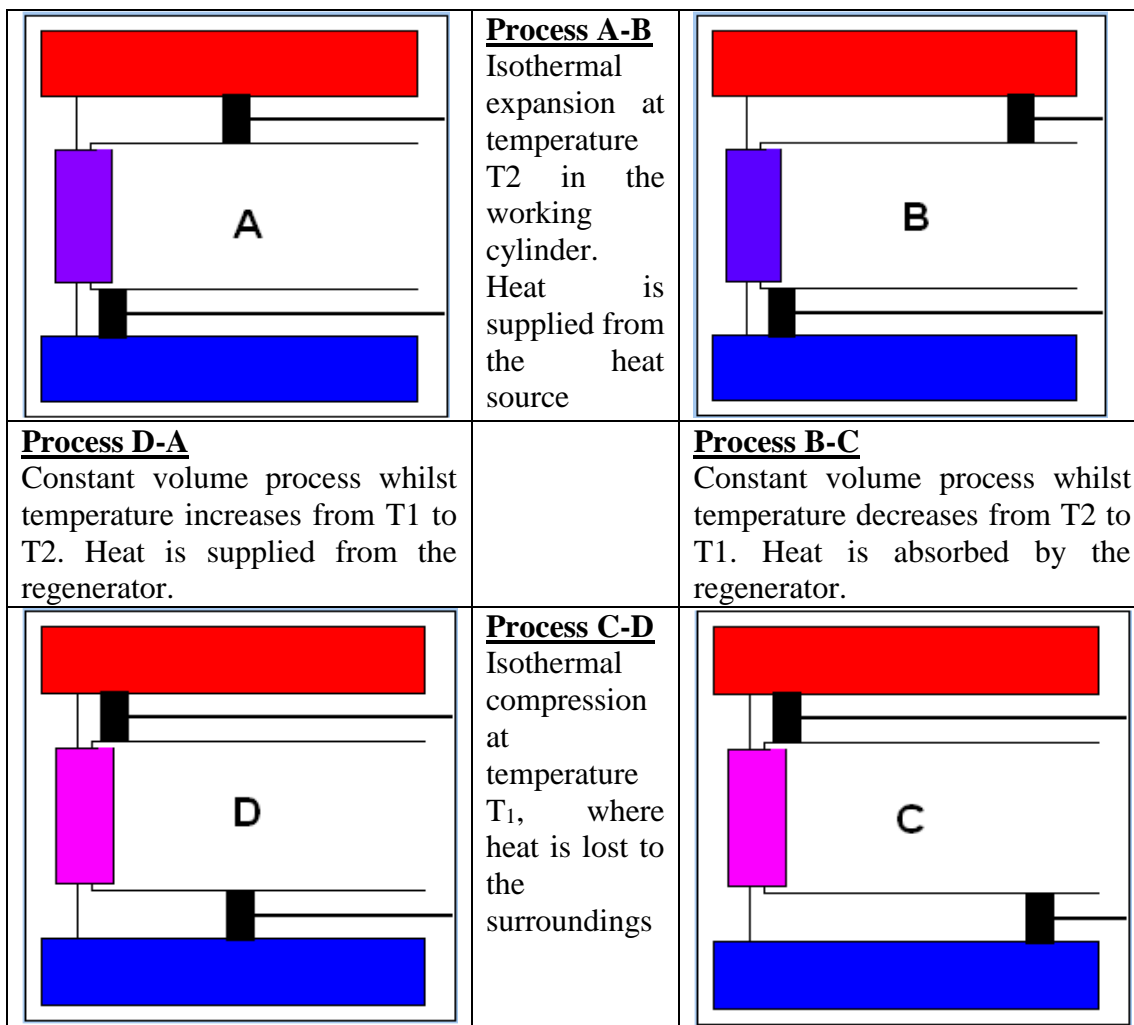 A
Process A-B
Isothermal
expansion at
temperature
T2 in the
working
cylinder.
Heat is
supplied from
the heat
source
B
Process D-A
Constant volume process whilst
temperature increases from T1 to
T2. Heat is supplied from the
regenerator.
Process B-C
Constant volume process whilst
temperature decreases from T2 to
T1. Heat is absorbed by the
regenerator.
D
Process C-D
Isothermal
compression
at
temperature
T₁, where
heat is lost to
the
surroundings
C